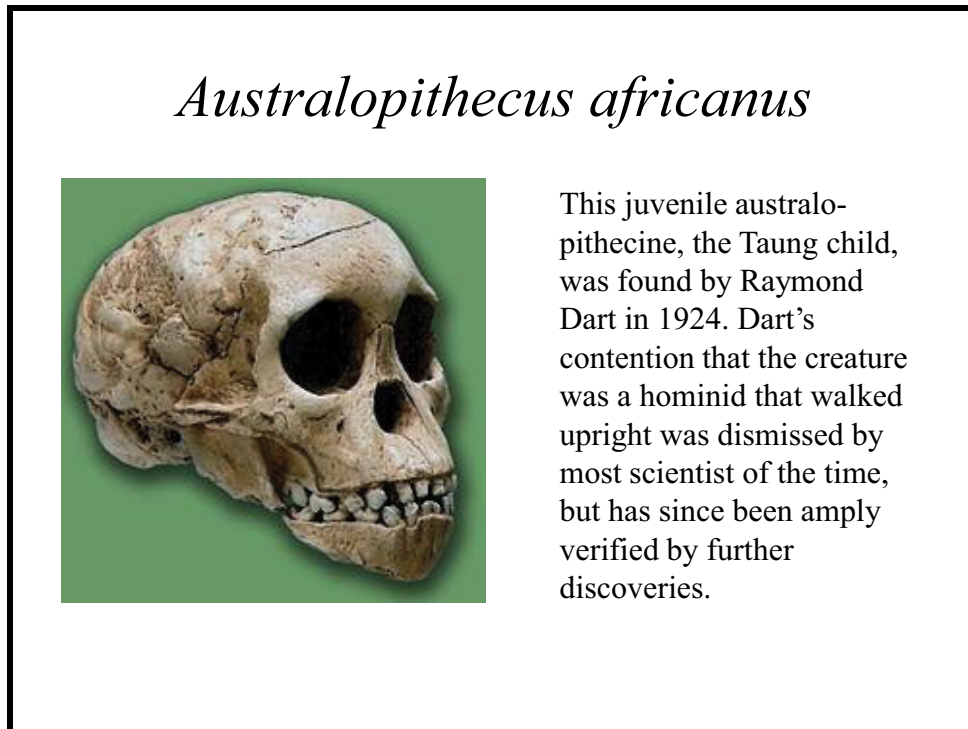 Australopithecus africanus
This juvenile australo-
pithecine, the Taung child,
was found by Raymond
Dart in 1924. Dart’s
contention that the creature
was a hominid that walked
upright was dismissed by
most scientist of the time,
but has since been amply
verified by further
discoveries.